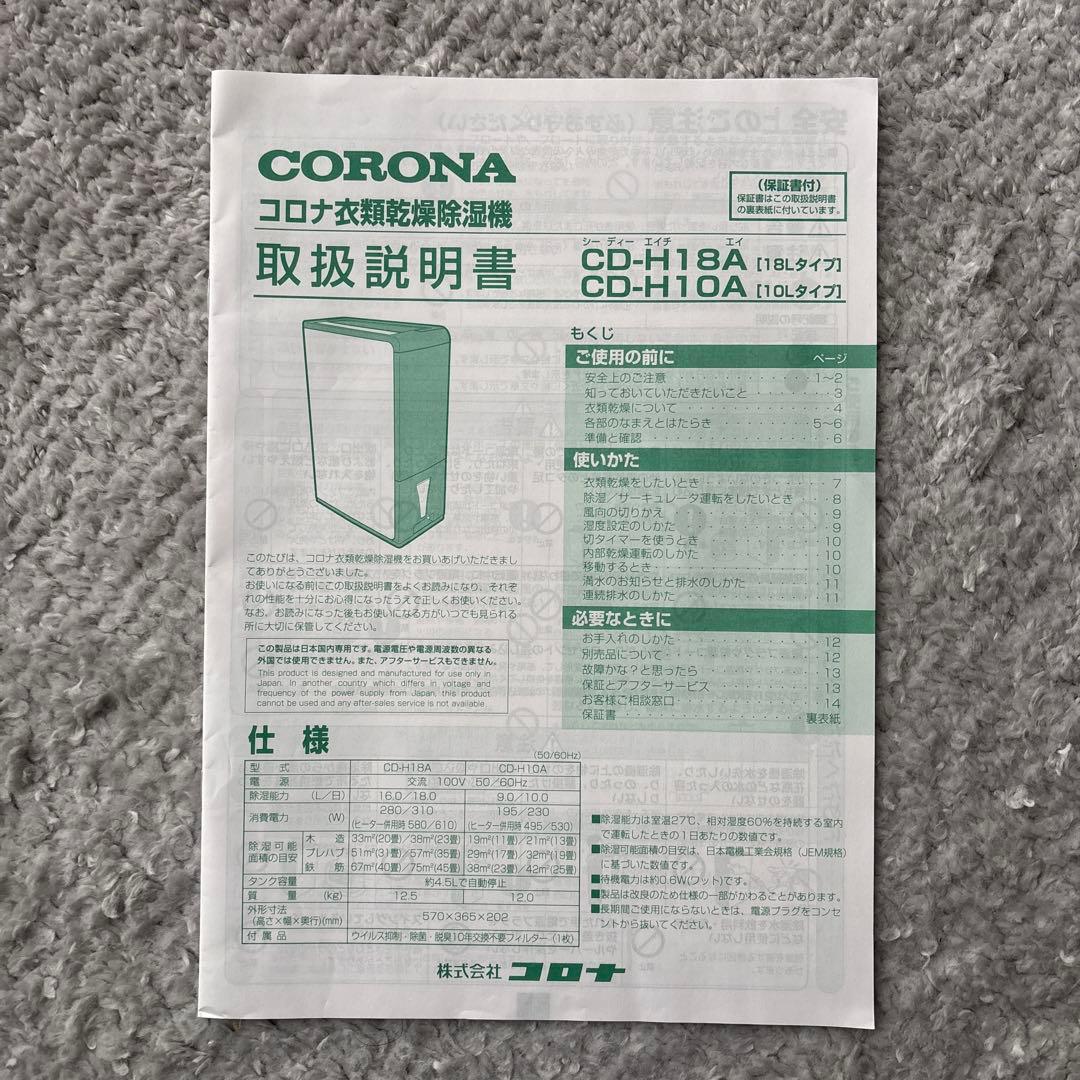 CORONA
コロナ衣類乾燥除湿機
取扱説明書
(保証書付)
保証書はこの取扱説明書
の裏表紙に付いています。
シー ディー エイチ エイ
CD-H18A [18Lタイプ]
CD-H10A [10Lタイプ]
もくじ
ご使用の前に ページ
安全上のご注意 1~2
知っておいていただきたいこと 3
衣類乾燥について 4
各部のなまえとはたらき 5~6
準備と確認 6
使いかた
衣類乾燥をしたいとき 7
除湿/サーキュレータ運転をしたいとき 8
風向の切りかえ 9
湿度設定のしかた 9
切タイマーを使うとき 10
内部乾燥運転のしかた 10
移動するとき 10
満水のお知らせと排水のしかた 11
連続排水のしかた 11
必要なときに
お手入れのしかた 12
別売品について 12
故障かな?と思ったら 13
保証とアフターサービス 13
お客様ご相談窓口 14
保証書 裏表紙
このたびは、コロナ衣類乾燥除湿機をお買いあげいただきまし
てありがとうございました。
お使いになる前にこの取扱説明書をよくお読みになり、それぞ
れの性能を十分にお心得になったうえで正しくお使いください。
なお、お読みになった後もお使いになる方がいつでも見られる
所に大切に保管してください。
この製品は日本国内専用です。電源電圧や電源周波数の異なる
外国では使用できません。また、アフターサービスもできません。
This product is designed and manufactured for use only in
Japan. In another country which differs in voltage and
frequency of the power supply from Japan, this product
cannot be used and any after-sales service is not available.
仕様
(50/60Hz)
型式 CD-H18A CD-H10A
電源 交流 100V 50/60Hz
除湿能力 (L/日) 16.0/18.0 9.0/10.0
消費電力 (W) 280/310 195/230
(ヒーター併用時 580/610) (ヒーター併用時 495/530)
除湿可能面積の目安 木造 33m²(20畳)/38m²(23畳) 19m²(11畳)/21m²(13畳)
プレハブ 51m²(31畳)/57m²(35畳) 29m²(17畳)/32m²(19畳)
鉄筋 67m²(40畳)/75m²(45畳) 38m²(23畳)/42m²(25畳)
タンク容量 約4.5Lで自動停止
質量 (kg) 12.5 12.0
外形寸法
(高さ×幅×奥行)(mm) 570×365×202
付属品 ウイルス抑制・除菌・脱臭10年交換不要フィルター(1枚)
■除湿能力は室温27℃、相対湿度60%を持続する室内
で運転したときの1日あたりの数値です。
■除湿可能面積の目安は、日本電機工業会規格(JEM規格)
に基づいた数値です。
■待機電力は約0.6W(ワット)です。
■製品は改良のため仕様の一部がかわることがあります。
■長期間ご使用にならないときは、電源プラグをコンセ
ントから抜いてください。
株式会社 コロナ